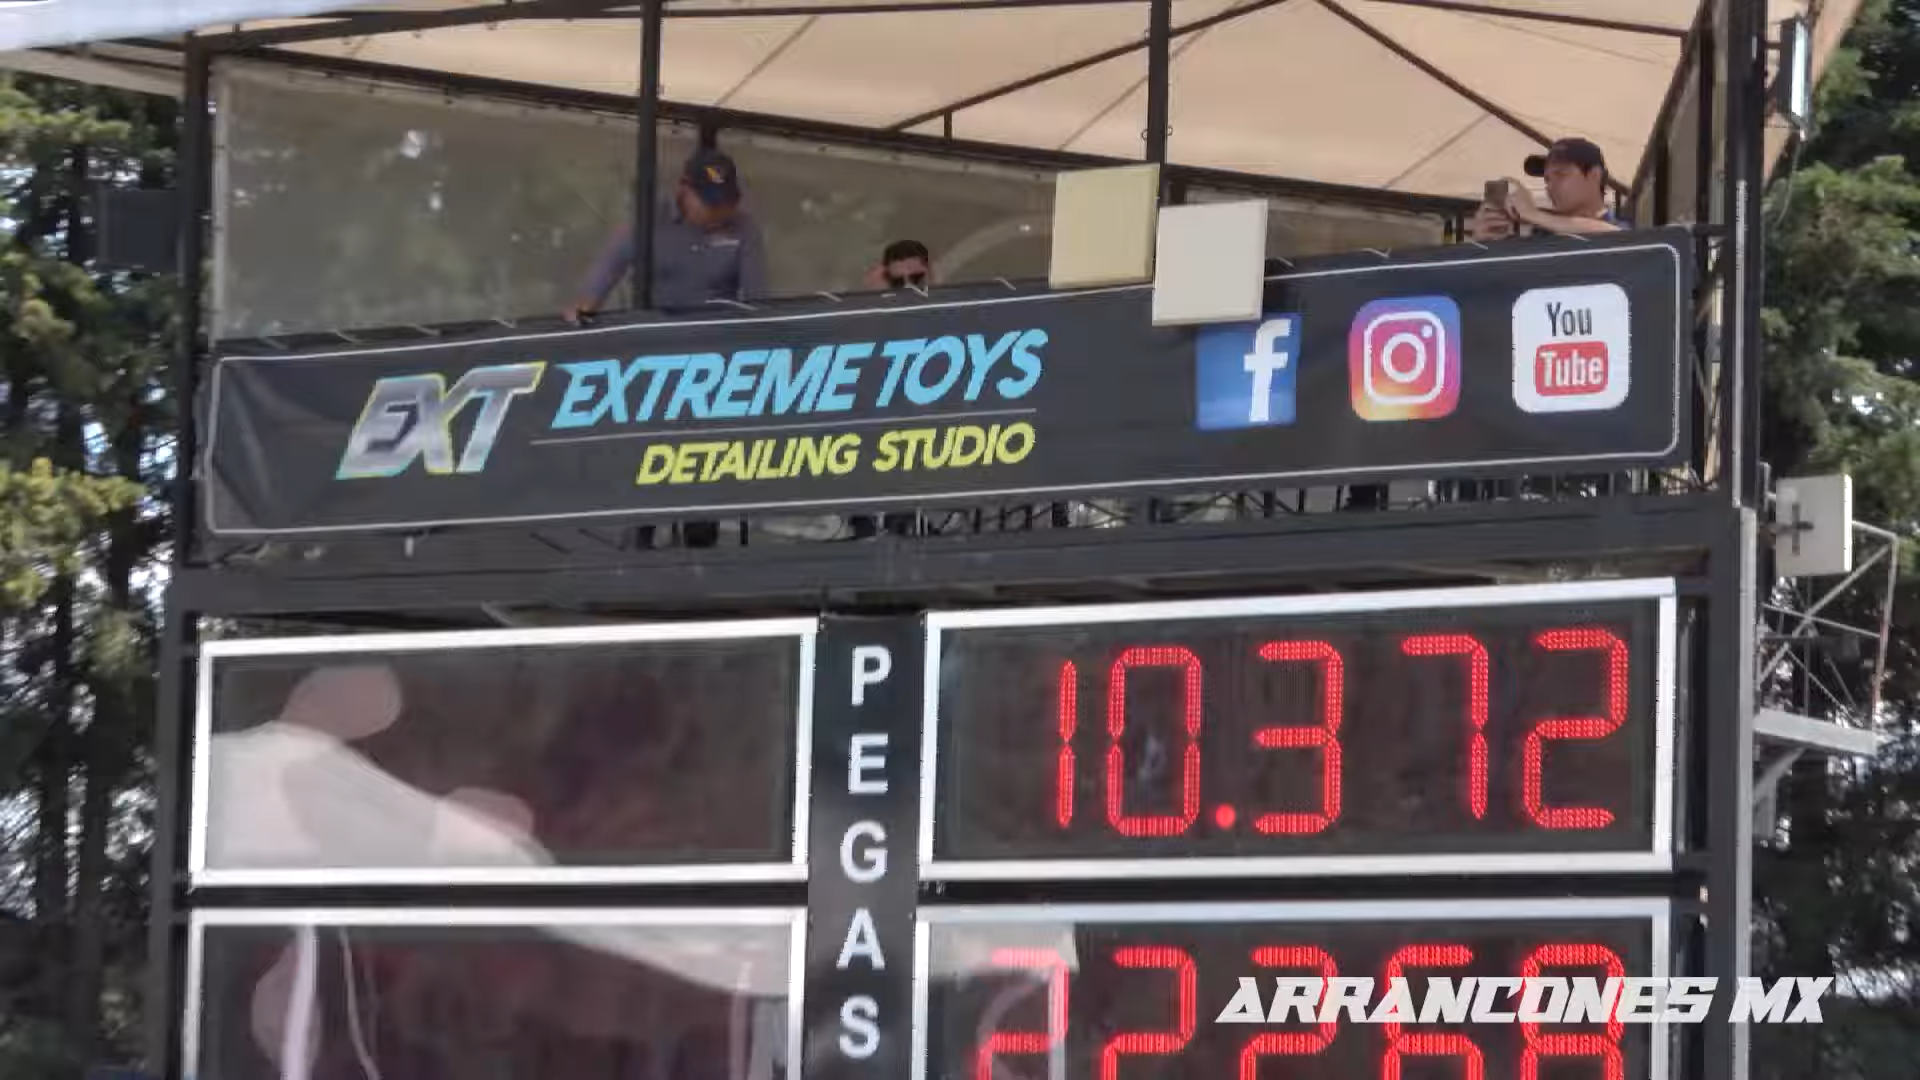 EXT EXTREME TOYS
DETAILING STUDIO
f
You
Tube
PEGAS
10.372
ARRANCONES MX